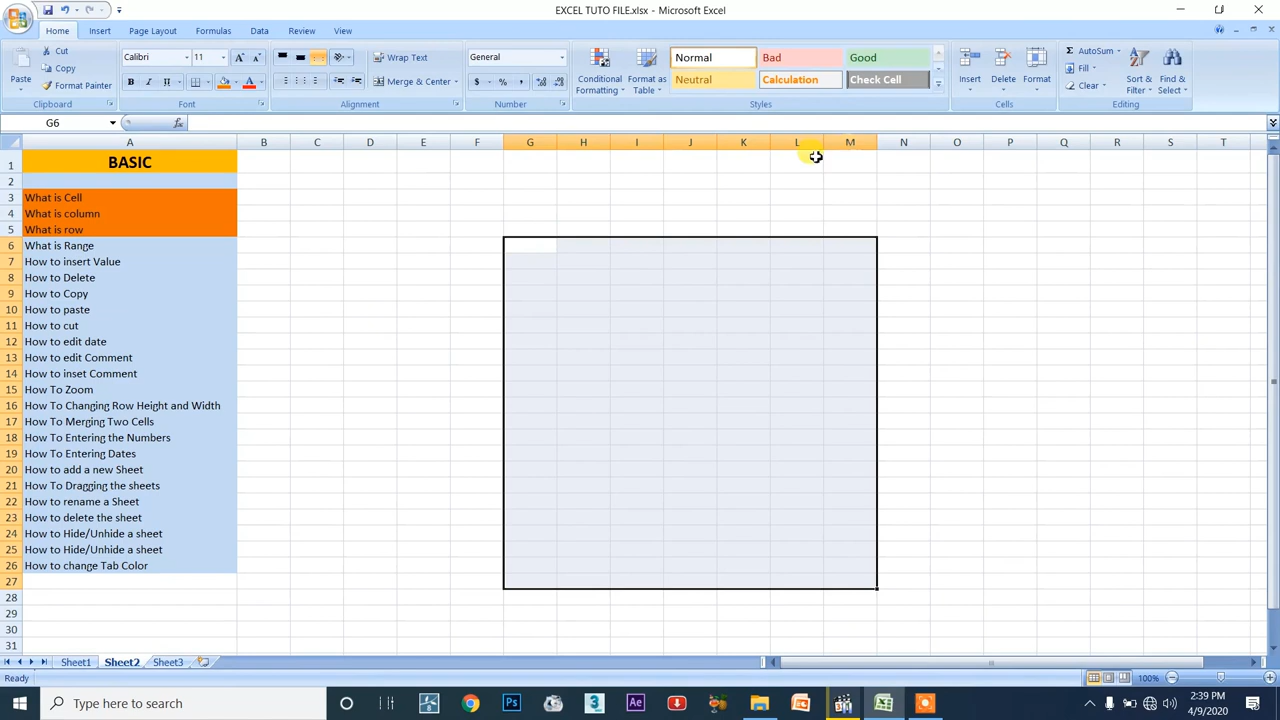 EXCEL TUTO FILE.xlsx - Microsoft Excel
Home Insert Page Layout Formulas Data Review View
Paste
Cut
Copy
Format Painter
Clipboard
Calibri 11
B I U
Font
Wrap Text
Merge & Center
Alignment
General
$ % ,
Number
Conditional Formatting
Format as Table
Normal Bad Good
Neutral Calculation Check Cell
Styles
Insert Delete Format
Cells
AutoSum
Fill
Clear
Sort & Filter
Find & Select
Editing
G6 fx
A B C D E F G H I J K L M N O P Q R S T
1 BASIC
2
3 What is Cell
4 What is column
5 What is row
6 What is Range
7 How to insert Value
8 How to Delete
9 How to Copy
10 How to paste
11 How to cut
12 How to edit date
13 How to edit Comment
14 How to inset Comment
15 How To Zoom
16 How To Changing Row Height and Width
17 How To Merging Two Cells
18 How To Entering the Numbers
19 How To Entering Dates
20 How to add a new Sheet
21 How To Dragging the sheets
22 How to rename a Sheet
23 How to delete the sheet
24 How to Hide/Unhide a sheet
25 How to Hide/Unhide a sheet
26 How to change Tab Color
27
28
29
30
31
Sheet1 Sheet2 Sheet3
Ready 100%
Type here to search
Ps 3 Ae
2:39 PM
4/9/2020